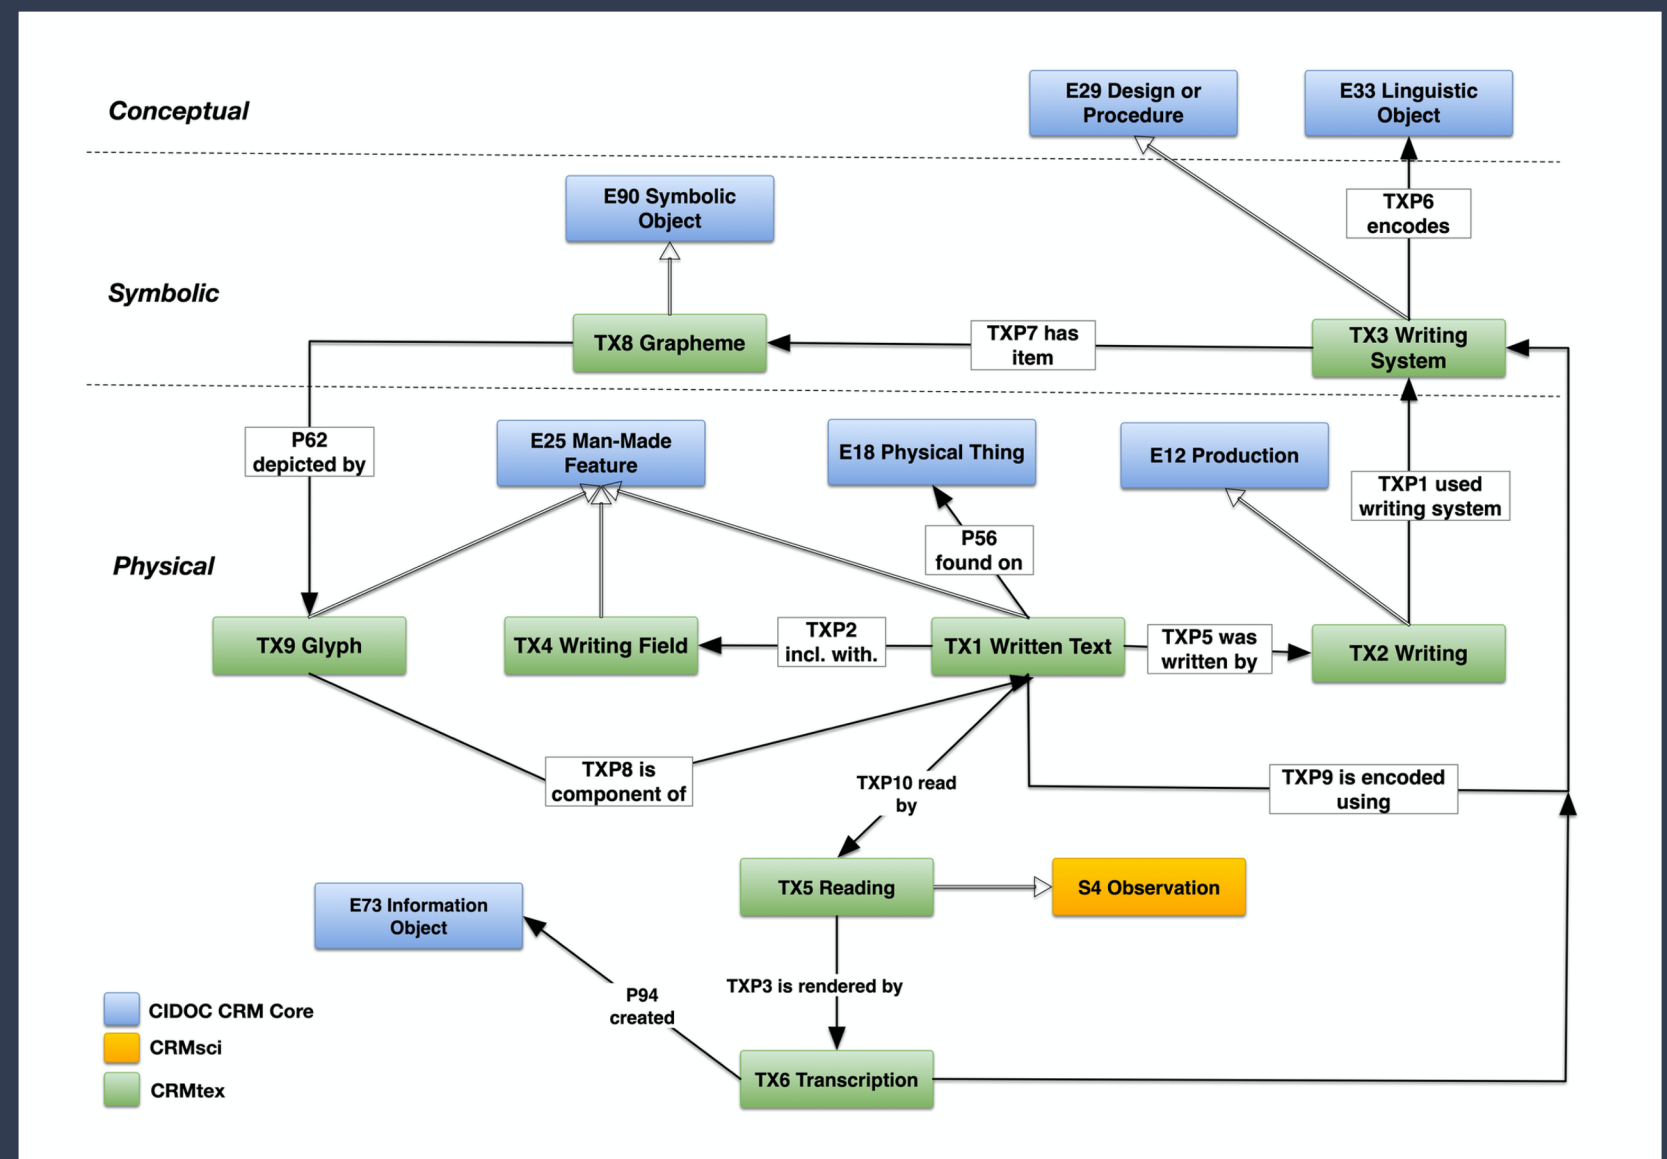 Conceptual
E29 Design or
Procedure
E33 Linguistic
Object
E90 Symbolic
Object
TXP6
encodes
Symbolic
TX8 Grapheme
TXP7 has
item
TX3 Writing
System
P62
depicted by
E25 Man-Made
Feature
E18 Physical Thing
E12 Production
TXP1 used
writing system
P56
found on
Physical
TX9 Glyph
TX4 Writing Field
TXP2
incl. with.
TX1 Written Text
TXP5 was
written by
TX2 Writing
TXP8 is
component of
TXP10 read
by
TXP9 is encoded
using
TX5 Reading
S4 Observation
E73 Information
Object
TXP3 is rendered by
P94
created
TX6 Transcription
CIDOC CRM Core
CRMsci
CRMtex